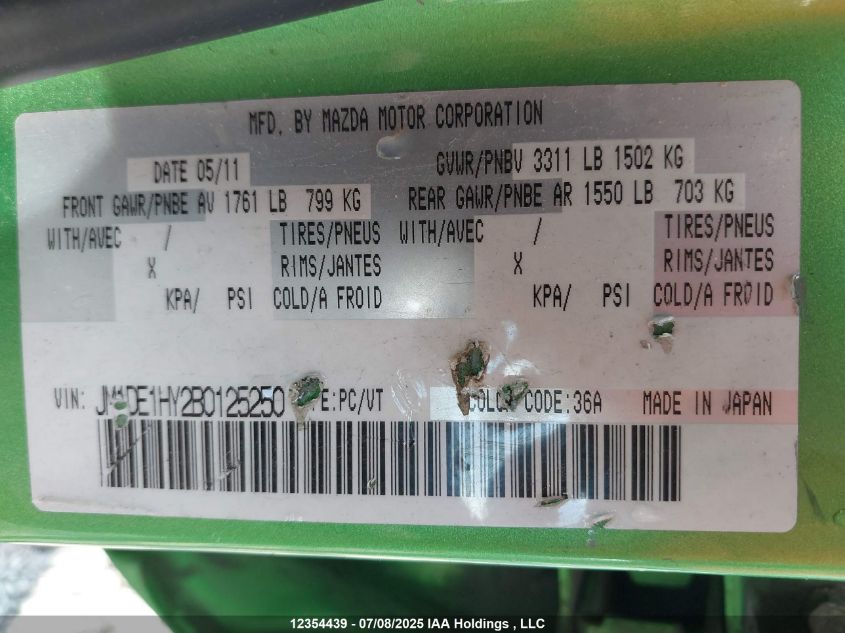 MFD. BY MAZDA MOTOR CORPORATION
DATE 05/11 GVWR/PNBV 3311 LB 1502 KG
FRONT GAWR/PNBE AV 1761 LB 799 KG REAR GAWR/PNBE AR 1550 LB 703 KG
WITH/AVEC / TIRES/PNEUS WITH/AVEC / TIRES/PNEUS
X RIMS/JANTES X RIMS/JANTES
KPA/ PSI COLD/A FROID KPA/ PSI COLD/A FROID
VIN: JM1DE1HY2B0125250 :PC/VT CODE:36A MADE IN JAPAN
12354439 - 07/08/2025 IAA Holdings , LLC